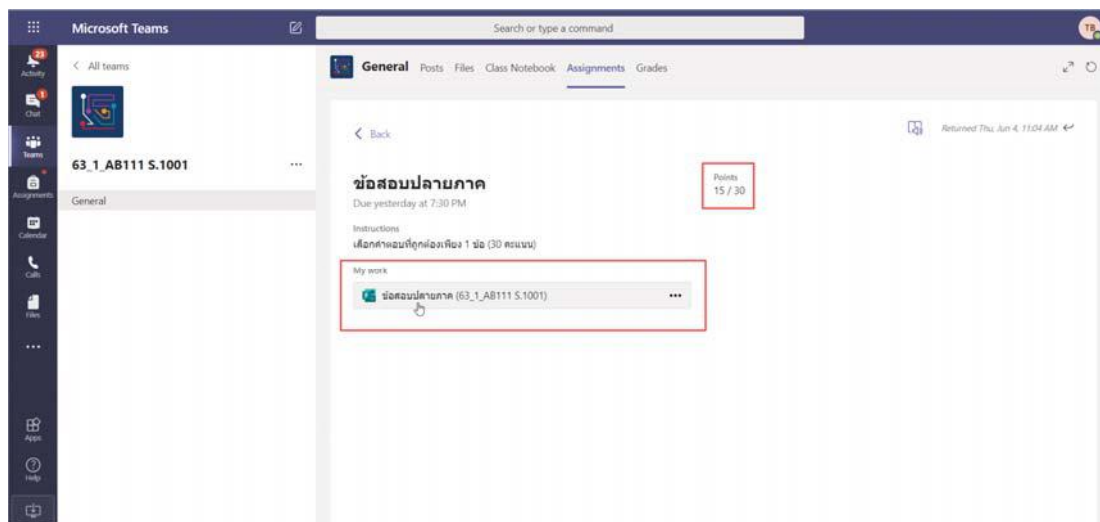 Microsoft Teams
Search or type a command
TB
23
Activity
1
Chat
Teams
Assignments
Calendar
Calls
Files
Apps
Help
All teams
63_1_AB111 S.1001
General
General Posts Files Class Notebook Assignments Grades
Back
Returned Thu, Jun 4, 11:04 AM
ข้อสอบปลายภาค
Due yesterday at 7:30 PM
Points
15 / 30
Instructions
เลือกคำตอบที่ถูกต้องเพียง 1 ข้อ (30 คะแนน)
My work
ข้อสอบปลายภาค (63_1_AB111 S.1001)